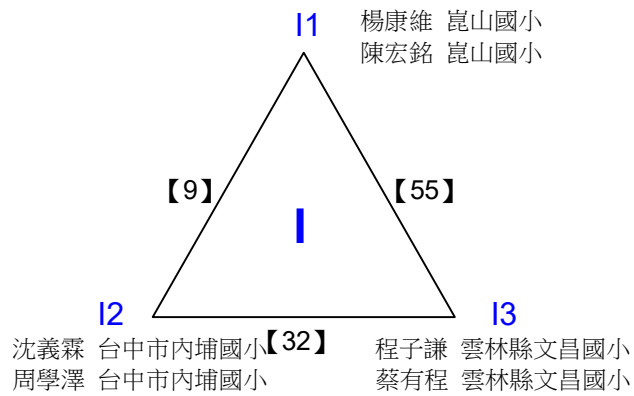 I1
楊康維 崑山國小
陳宏銘 崑山國小
【9】
【55】
I
I2
I3
沈義霖 台中市內埔國小
【32】
程子謙 雲林縣文昌國小
周學澤 台中市內埔國小
蔡有程 雲林縣文昌國小